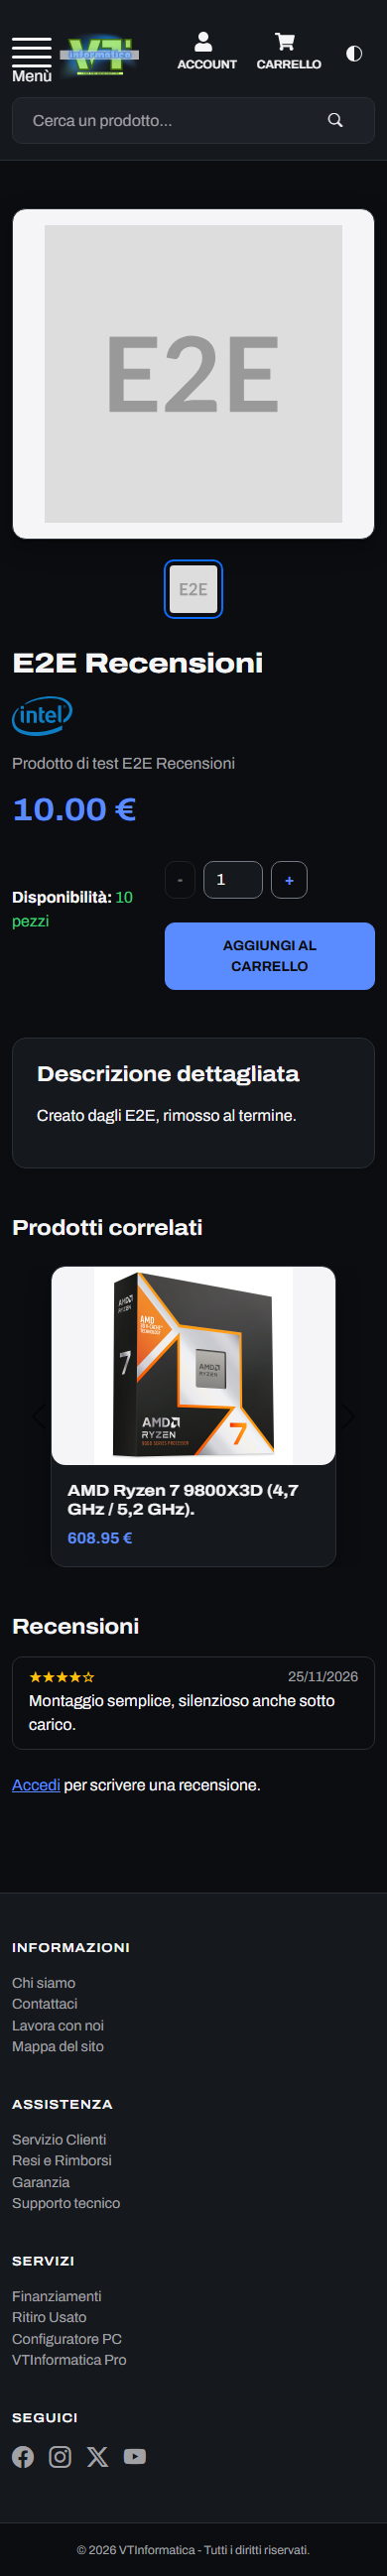 Menù
VTi
informatica
ACCOUNT
CARRELLO
Cerca un prodotto...
E2E
E2E
E2E Recensioni
intel
Prodotto di test E2E Recensioni
10.00 €
Disponibilità: 10
pezzi
- 1 +
AGGIUNGI AL
CARRELLO
Descrizione dettagliata
Creato dagli E2E, rimosso al termine.
Prodotti correlati
AMD
RYZEN
7
AMD
RYZEN
AMD
RYZEN
7
AMD Ryzen 7 9800X3D (4,7
GHz / 5,2 GHz).
608.95 €
Recensioni
★★★★☆ 25/11/2026
Montaggio semplice, silenzioso anche sotto
carico.
Accedi per scrivere una recensione.
INFORMAZIONI
Chi siamo
Contattaci
Lavora con noi
Mappa del sito
ASSISTENZA
Servizio Clienti
Resi e Rimborsi
Garanzia
Supporto tecnico
SERVIZI
Finanziamenti
Ritiro Usato
Configuratore PC
VTInformatica Pro
SEGUICI
© 2026 VTInformatica - Tutti i diritti riservati.